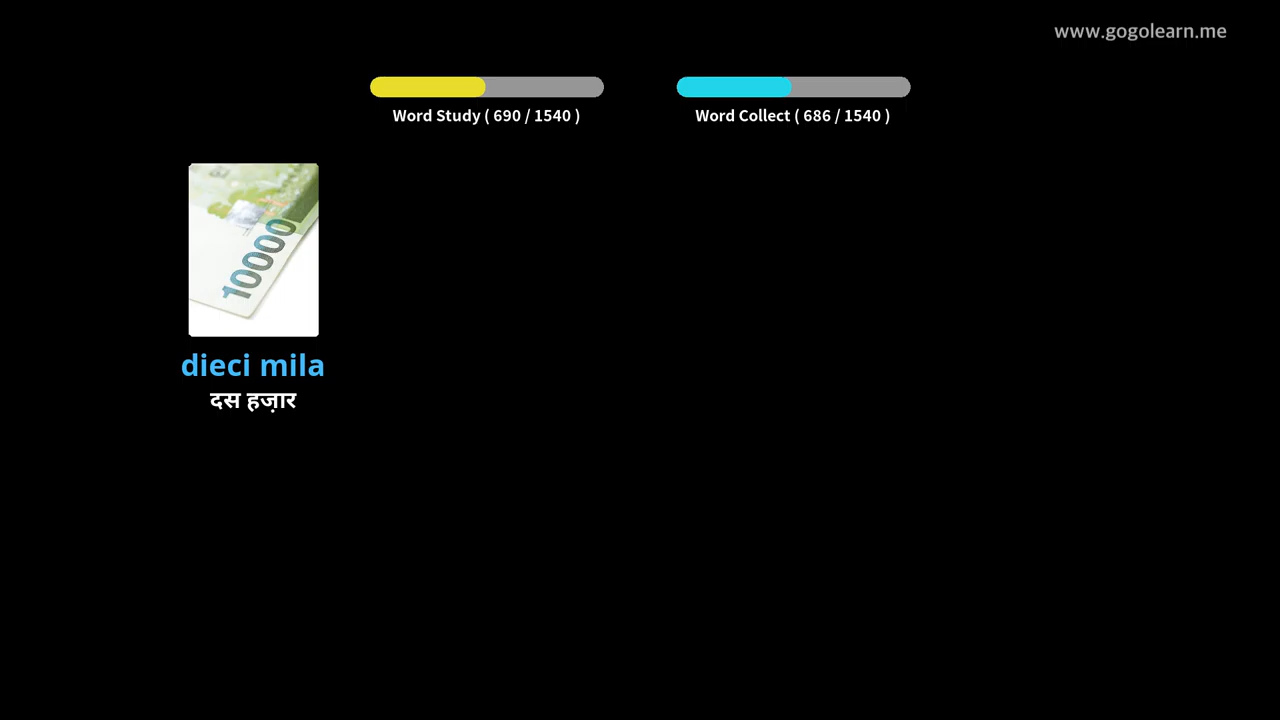 www.gogolearn.me
Word Study ( 690 / 1540 )
Word Collect ( 686 / 1540 )
10000
dieci mila
दस हज़ार